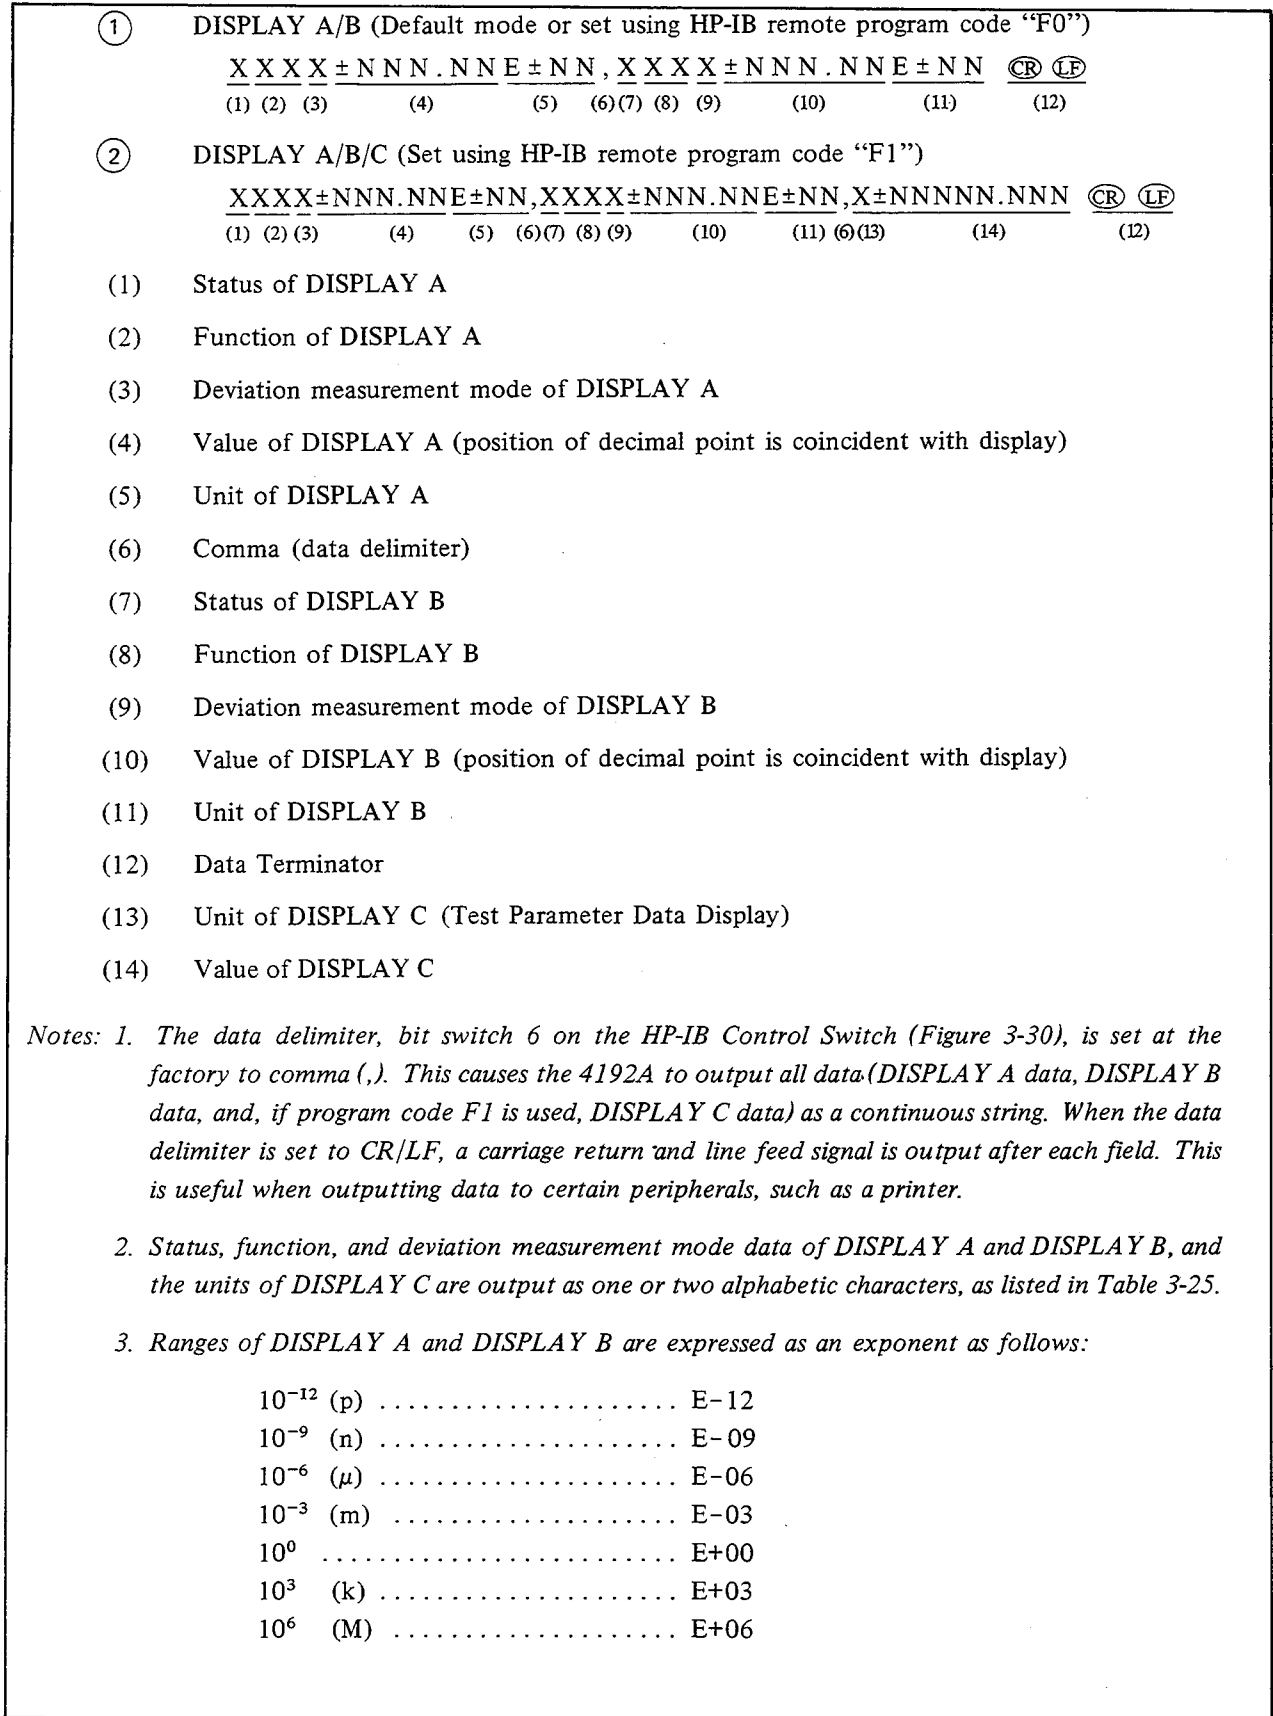 ① DISPLAY A/B (Default mode or set using HP-IB remote program code “F0”)
X X X X ± N N N . N N E ± N N , X X X X ± N N N . N N E ± N N (CR) (LF)
(1) (2) (3) (4) (5) (6) (7) (8) (9) (10) (11) (12)
② DISPLAY A/B/C (Set using HP-IB remote program code “F1”)
XXXX±NNN.NNE±NN,XXXX±NNN.NNE±NN,X±NNNNN.NNN (CR) (LF)
(1) (2) (3) (4) (5) (6) (7) (8) (9) (10) (11) (6) (13) (14) (12)
(1) Status of DISPLAY A
(2) Function of DISPLAY A
(3) Deviation measurement mode of DISPLAY A
(4) Value of DISPLAY A (position of decimal point is coincident with display)
(5) Unit of DISPLAY A
(6) Comma (data delimiter)
(7) Status of DISPLAY B
(8) Function of DISPLAY B
(9) Deviation measurement mode of DISPLAY B
(10) Value of DISPLAY B (position of decimal point is coincident with display)
(11) Unit of DISPLAY B
(12) Data Terminator
(13) Unit of DISPLAY C (Test Parameter Data Display)
(14) Value of DISPLAY C
Notes: 1. The data delimiter, bit switch 6 on the HP-IB Control Switch (Figure 3-30), is set at the
factory to comma (,). This causes the 4192A to output all data (DISPLAY A data, DISPLAY B
data, and, if program code F1 is used, DISPLAY C data) as a continuous string. When the data
delimiter is set to CR/LF, a carriage return and line feed signal is output after each field. This
is useful when outputting data to certain peripherals, such as a printer.
2. Status, function, and deviation measurement mode data of DISPLAY A and DISPLAY B, and
the units of DISPLAY C are output as one or two alphabetic characters, as listed in Table 3-25.
3. Ranges of DISPLAY A and DISPLAY B are expressed as an exponent as follows:
10⁻¹² (p) ..................... E-12
10⁻⁹ (n) ..................... E-09
10⁻⁶ (μ) ..................... E-06
10⁻³ (m) .................... E-03
10⁰ ......................... E+00
10³ (k) ..................... E+03
10⁶ (M) .................... E+06